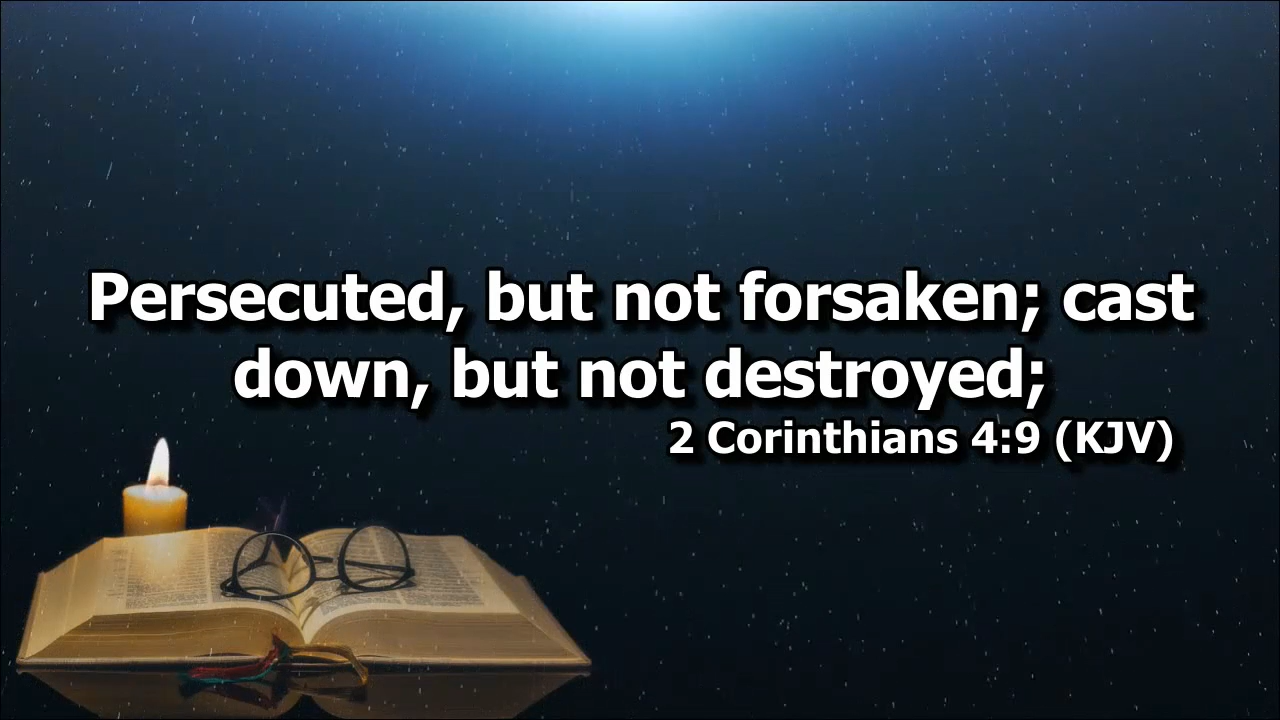 Persecuted, but not forsaken; cast
down, but not destroyed;
2 Corinthians 4:9 (KJV)